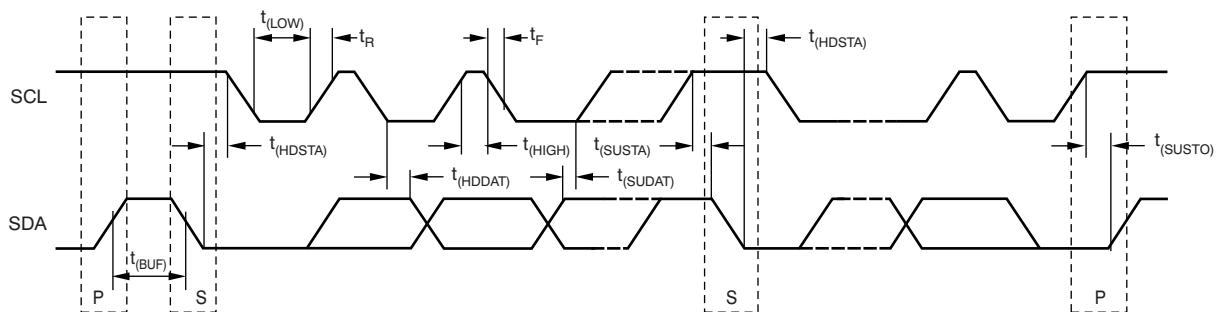 t(LOW)
tR
tF
t(HDSTA)
SCL
t(HDSTA)
t(HIGH)
t(SUSTA)
t(SUSTO)
t(HDDAT)
t(SUDAT)
SDA
t(BUF)
P
S
S
P